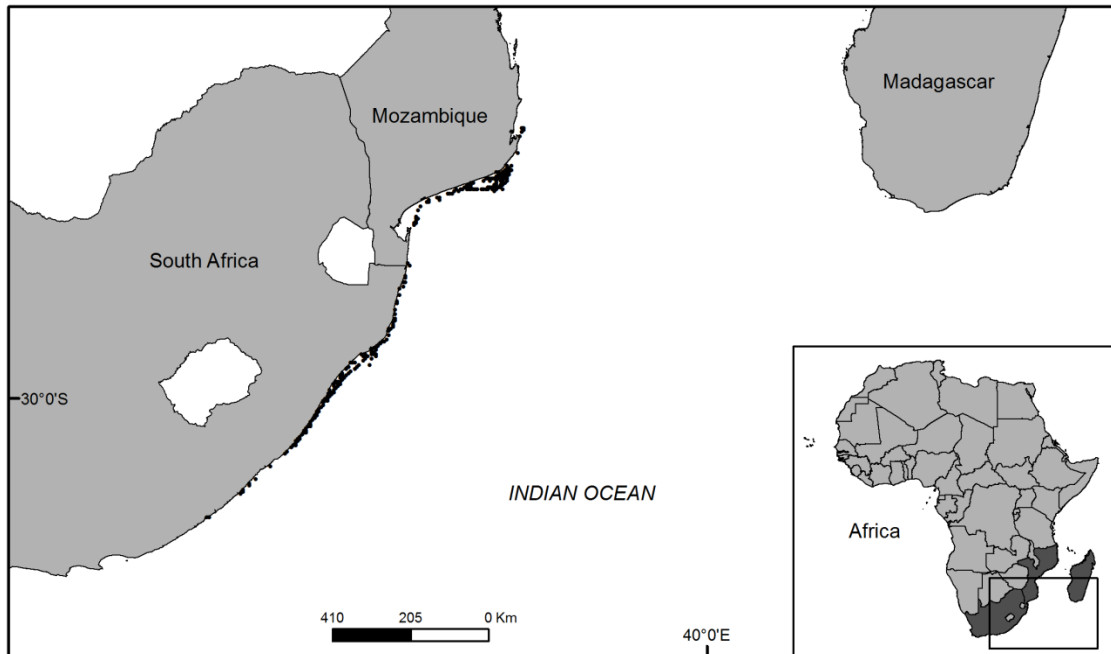 Madagascar
Mozambique
South Africa
30°0'S
INDIAN OCEAN
Africa
410 205 0 Km
40°0'E